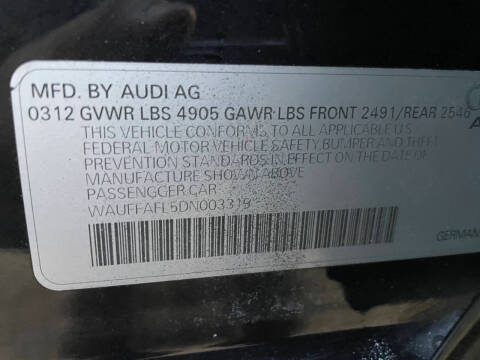 MFD. BY AUDI AG
0312 GVWR LBS 4905 GAWR LBS FRONT 2491/REAR 2546
THIS VEHICLE CONFORMS TO ALL APPLICABLE U.S.
FEDERAL MOTOR VEHICLE SAFETY BUMPER AND THEFT
PREVENTION STANDARDS IN EFFECT ON THE DATE OF
MANUFACTURE SHOWN ABOVE
PASSENGGER CAR
WAUFFAFL5DN003319
GERMAN